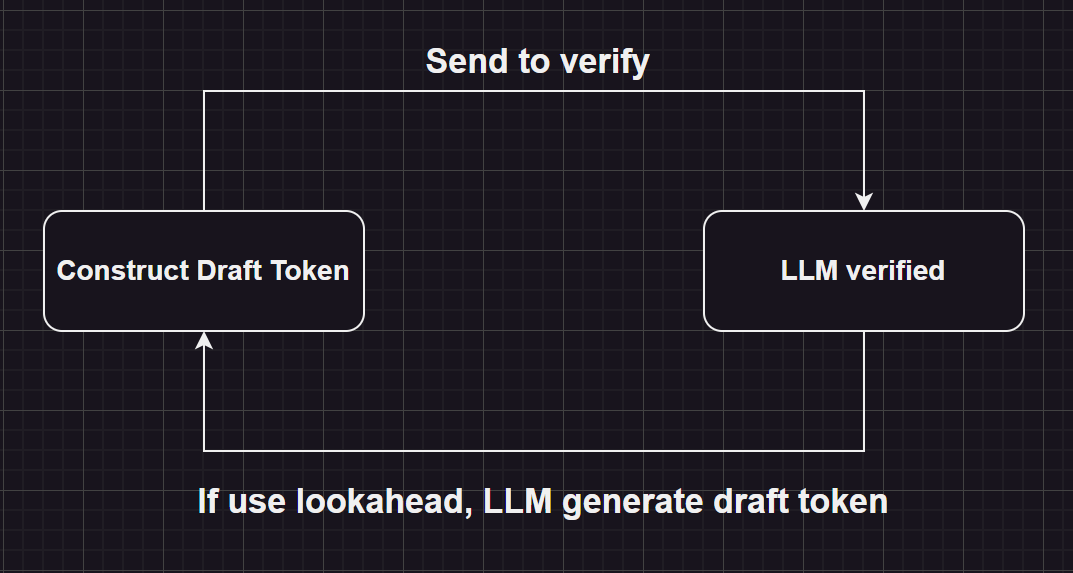 Send to verify
Construct Draft Token
LLM verified
If use lookahead, LLM generate draft token